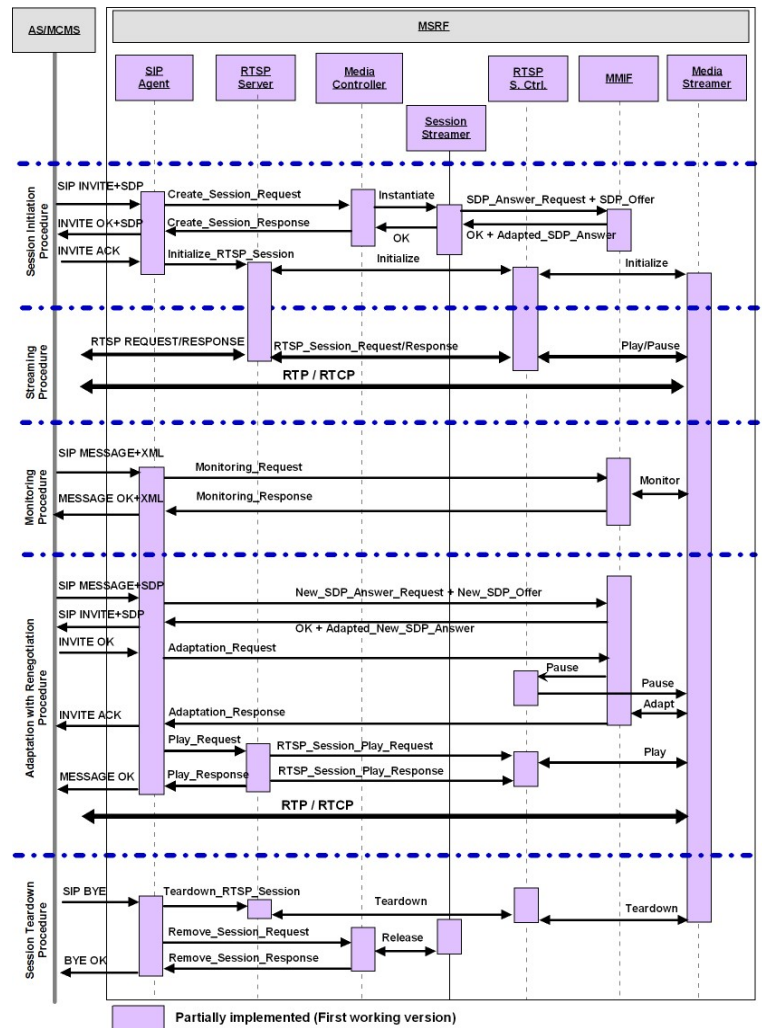 AS/MCMS
MSRF
SIP
Agent
RTSP
Server
Media
Controller
Session
Streamer
RTSP
S. Ctrl.
MMIF
Media
Streamer
Session Initiation
Procedure
SIP INVITE+SDP
Create_Session_Request
Instantiate
SDP_Answer_Request + SDP_Offer
INVITE OK+SDP
Create_Session_Response
OK
OK + Adapted_SDP_Answer
INVITE ACK
Initialize_RTSP_Session
Initialize
Initialize
Streaming
Procedure
RTSP REQUEST/RESPONSE
RTSP_Session_Request/Response
Play/Pause
RTP / RTCP
Monitoring
Procedure
SIP MESSAGE+XML
Monitoring_Request
Monitor
MESSAGE OK+XML
Monitoring_Response
Adaptation with Renegotiation
Procedure
SIP MESSAGE+SDP
New_SDP_Answer_Request + New_SDP_Offer
SIP INVITE+SDP
OK + Adapted_New_SDP_Answer
INVITE OK
Adaptation_Request
Pause
Pause
Adapt
INVITE ACK
Adaptation_Response
Play_Request
RTSP_Session_Play_Request
Play
Play_Response
RTSP_Session_Play_Response
MESSAGE OK
RTP / RTCP
Session Teardown
Procedure
SIP BYE
Teardown_RTSP_Session
Teardown
Teardown
Remove_Session_Request
Release
Remove_Session_Response
BYE OK
Partially implemented (First working version)